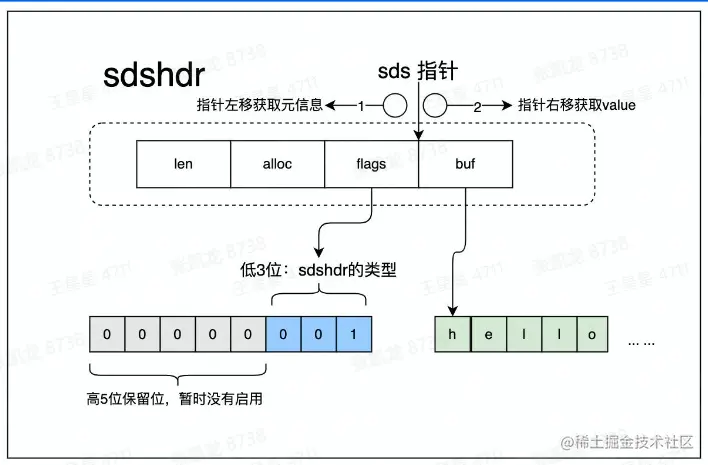 sdshdr
sds 指针
指针左移获取元信息
1
2
指针右移获取value
len
alloc
flags
buf
低3位：sdshdr的类型
0 0 0 0 0 0 0 1
h e l l o
... ...
高5位保留位，暂时没有启用
@稀土掘金技术社区